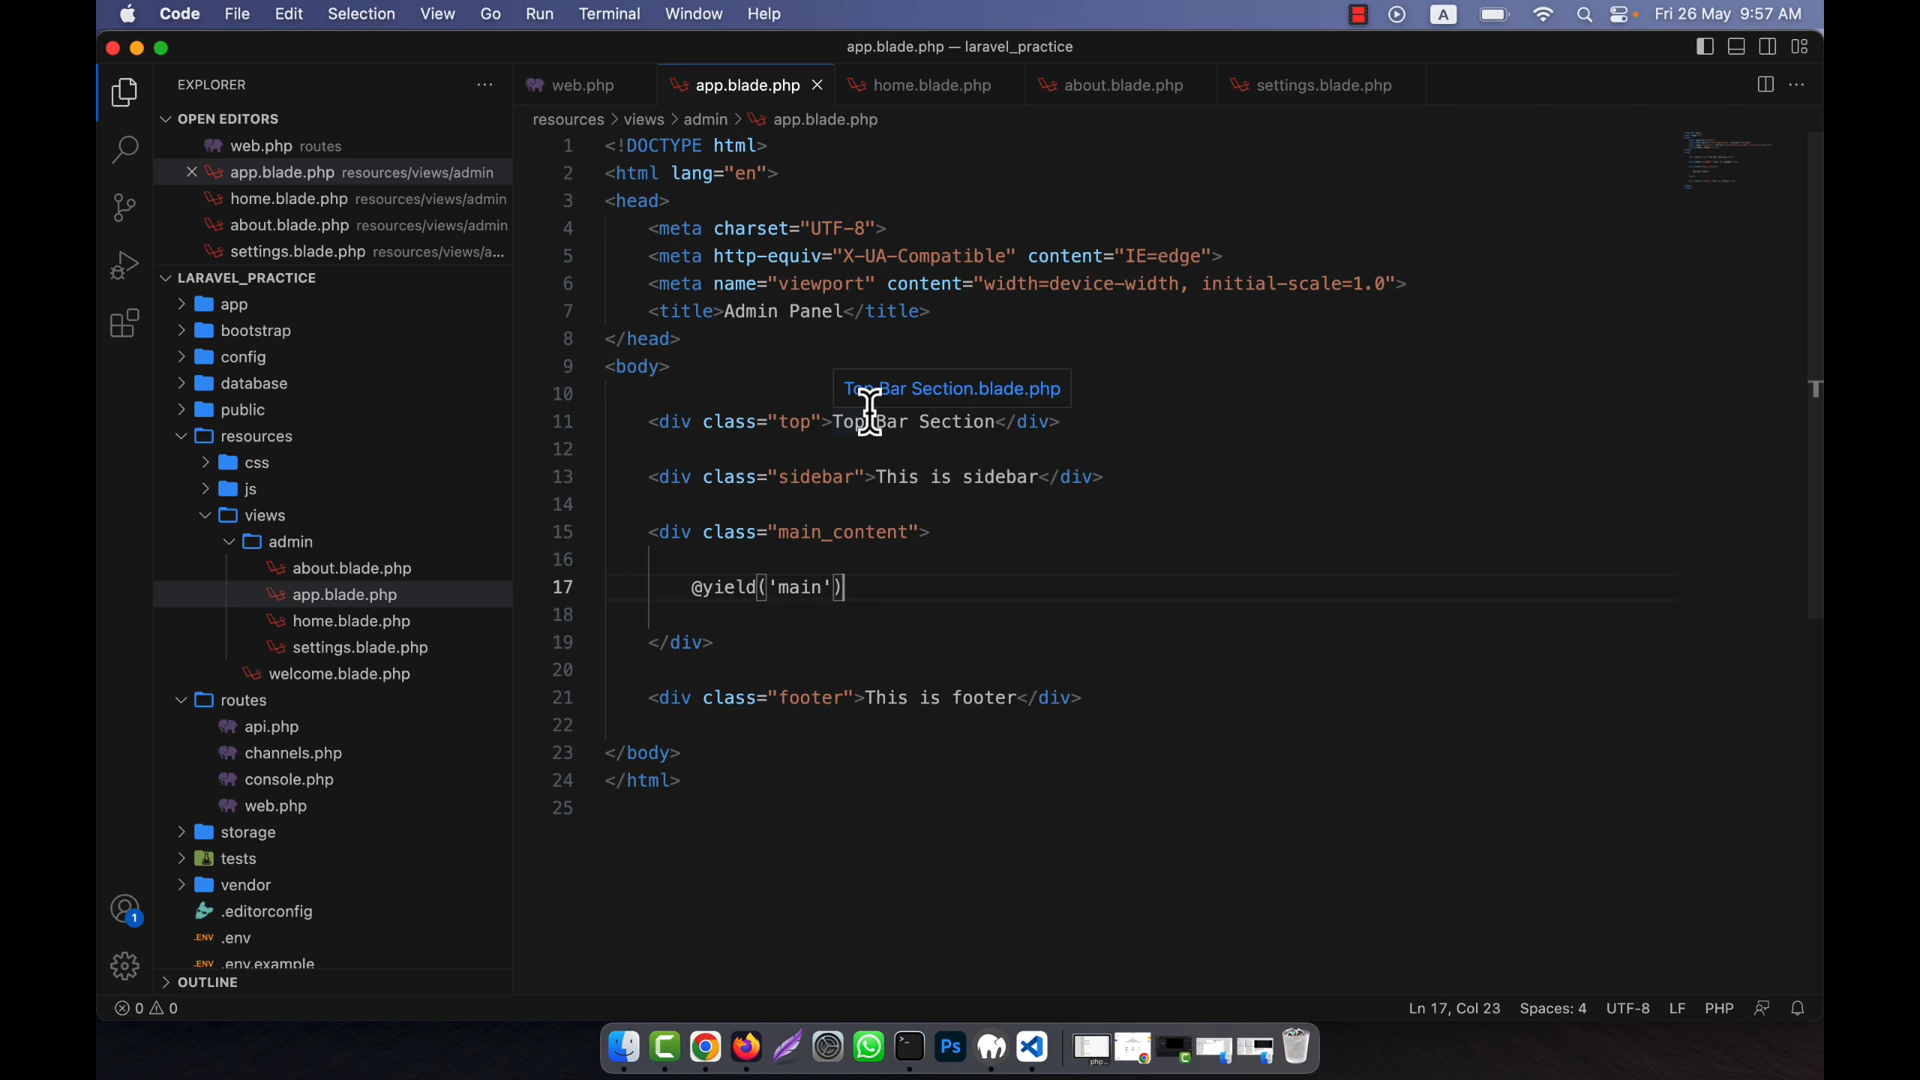 Code File Edit Selection View Go Run Terminal Window Help A Fri 26 May 9:57 AM
app.blade.php — laravel_practice
EXPLORER
web.php app.blade.php home.blade.php about.blade.php settings.blade.php
OPEN EDITORS
web.php routes
app.blade.php resources/views/admin
home.blade.php resources/views/admin
about.blade.php resources/views/admin
settings.blade.php resources/views/a...
LARAVEL_PRACTICE
app
bootstrap
config
database
public
resources
css
js
views
admin
about.blade.php
app.blade.php
home.blade.php
settings.blade.php
welcome.blade.php
routes
api.php
channels.php
console.php
web.php
storage
tests
vendor
.editorconfig
.ENV .env
.ENV .env.example
OUTLINE
resources > views > admin > app.blade.php
1 <!DOCTYPE html>
2 <html lang="en">
3 <head>
4 <meta charset="UTF-8">
5 <meta http-equiv="X-UA-Compatible" content="IE=edge">
6 <meta name="viewport" content="width=device-width, initial-scale=1.0">
7 <title>Admin Panel</title>
8 </head>
9 <body>
Top Bar Section.blade.php
10
11 <div class="top">Top Bar Section</div>
12
13 <div class="sidebar">This is sidebar</div>
14
15 <div class="main_content">
16
17 @yield('main')
18
19 </div>
20
21 <div class="footer">This is footer</div>
22
23 </body>
24 </html>
25
1
0 0 Ln 17, Col 23 Spaces: 4 UTF-8 LF PHP
Ps